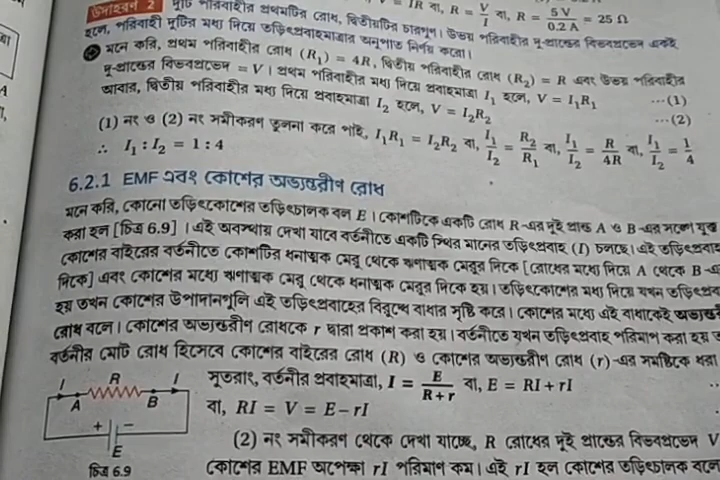 = IR বা, R = V/I বা, R = 5 V/0.2 A = 25 Ω
উদাহরণ 2 দুটি পরিবাহীর প্রথমটির রোধ, দ্বিতীয়টির চারগুণ। উভয় পরিবাহীর দু-প্রান্তের বিভবপ্রভেদ একই
হলে, পরিবাহী দুটির মধ্য দিয়ে তড়িৎপ্রবাহমাত্রার অনুপাত নির্ণয় করো।
মনে করি, প্রথম পরিবাহীর রোধ (R₁) = 4R, দ্বিতীয় পরিবাহীর রোধ (R₂) = R এবং উভয় পরিবাহীর
দু-প্রান্তের বিভবপ্রভেদ = V। প্রথম পরিবাহীর মধ্য দিয়ে প্রবাহমাত্রা I₁ হলে, V = I₁R₁ ···(1)
আবার, দ্বিতীয় পরিবাহীর মধ্য দিয়ে প্রবাহমাত্রা I₂ হলে, V = I₂R₂ ···(2)
(1) নং ও (2) নং সমীকরণ তুলনা করে পাই, I₁R₁ = I₂R₂ বা, I₁/I₂ = R₂/R₁ বা, I₁/I₂ = R/4R বা, I₁/I₂ = 1/4
∴ I₁ : I₂ = 1 : 4
6.2.1 EMF এবং কোশের অভ্যন্তরীণ রোধ
মনে করি, কোনো তড়িৎকোশের তড়িৎচালক বল E। কোশটিকে একটি রোধ R-এর দুই প্রান্ত A ও B-এর সঙ্গে যুক্ত
করা হল [চিত্র 6.9]। এই অবস্থায় দেখা যাবে বর্তনীতে একটি স্থির মানের তড়িৎপ্রবাহ (I) চলছে। এই তড়িৎপ্রবাহ
কোশের বাইরের বর্তনীতে কোশটির ধনাত্মক মেরু থেকে ঋণাত্মক মেরুর দিকে [রোধের মধ্যে দিয়ে A থেকে B-এ
দিকে] এবং কোশের মধ্যে ঋণাত্মক মেরু থেকে ধনাত্মক মেরুর দিকে হয়। তড়িৎকোশের মধ্য দিয়ে যখন তড়িৎপ্রব
হয় তখন কোশের উপাদানগুলি এই তড়িৎপ্রবাহের বিরুদ্ধে বাধার সৃষ্টি করে। কোশের মধ্যে এই বাধাকেই অভ্যন্তর
রোধ বলে। কোশের অভ্যন্তরীণ রোধকে r দ্বারা প্রকাশ করা হয়। বর্তনীতে যখন তড়িৎপ্রবাহ পরিমাপ করা হয় ত
বর্তনীর মোট রোধ হিসেবে কোশের বাইরের রোধ (R) ও কোশের অভ্যন্তরীণ রোধ (r)-এর সমষ্টিকে ধরা
সুতরাং, বর্তনীর প্রবাহমাত্রা, I = E/R+r বা, E = RI + rI
বা, RI = V = E − rI
(2) নং সমীকরণ থেকে দেখা যাচ্ছে, R রোধের দুই প্রান্তের বিভবপ্রভেদ V
কোশের EMF অপেক্ষা rI পরিমাণ কম। এই rI হল কোশের তড়িৎচালক বলে
I R I
A B
+ −
E
চিত্র 6.9